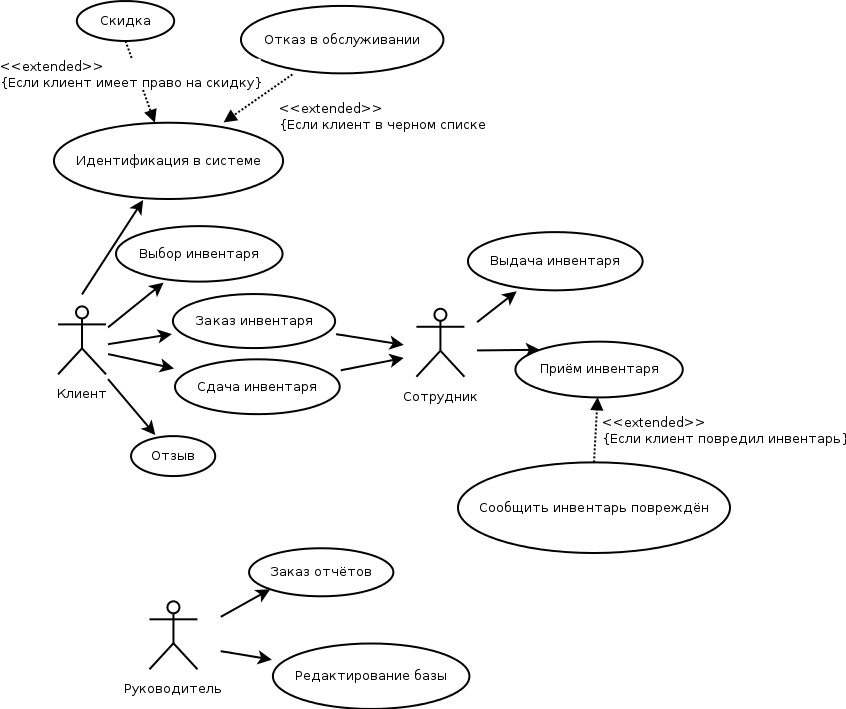 Скидка
Отказ в обслуживании
<<extended>>
{Если клиент имеет право на скидку}
<<extended>>
{Если клиент в черном списке
Идентификация в системе
Выбор инвентаря
Выдача инвентаря
Заказ инвентаря
Приём инвентаря
Сдача инвентаря
Клиент
Сотрудник
<<extended>>
{Если клиент повредил инвентарь}
Отзыв
Сообщить инвентарь повреждён
Заказ отчётов
Редактирование базы
Руководитель